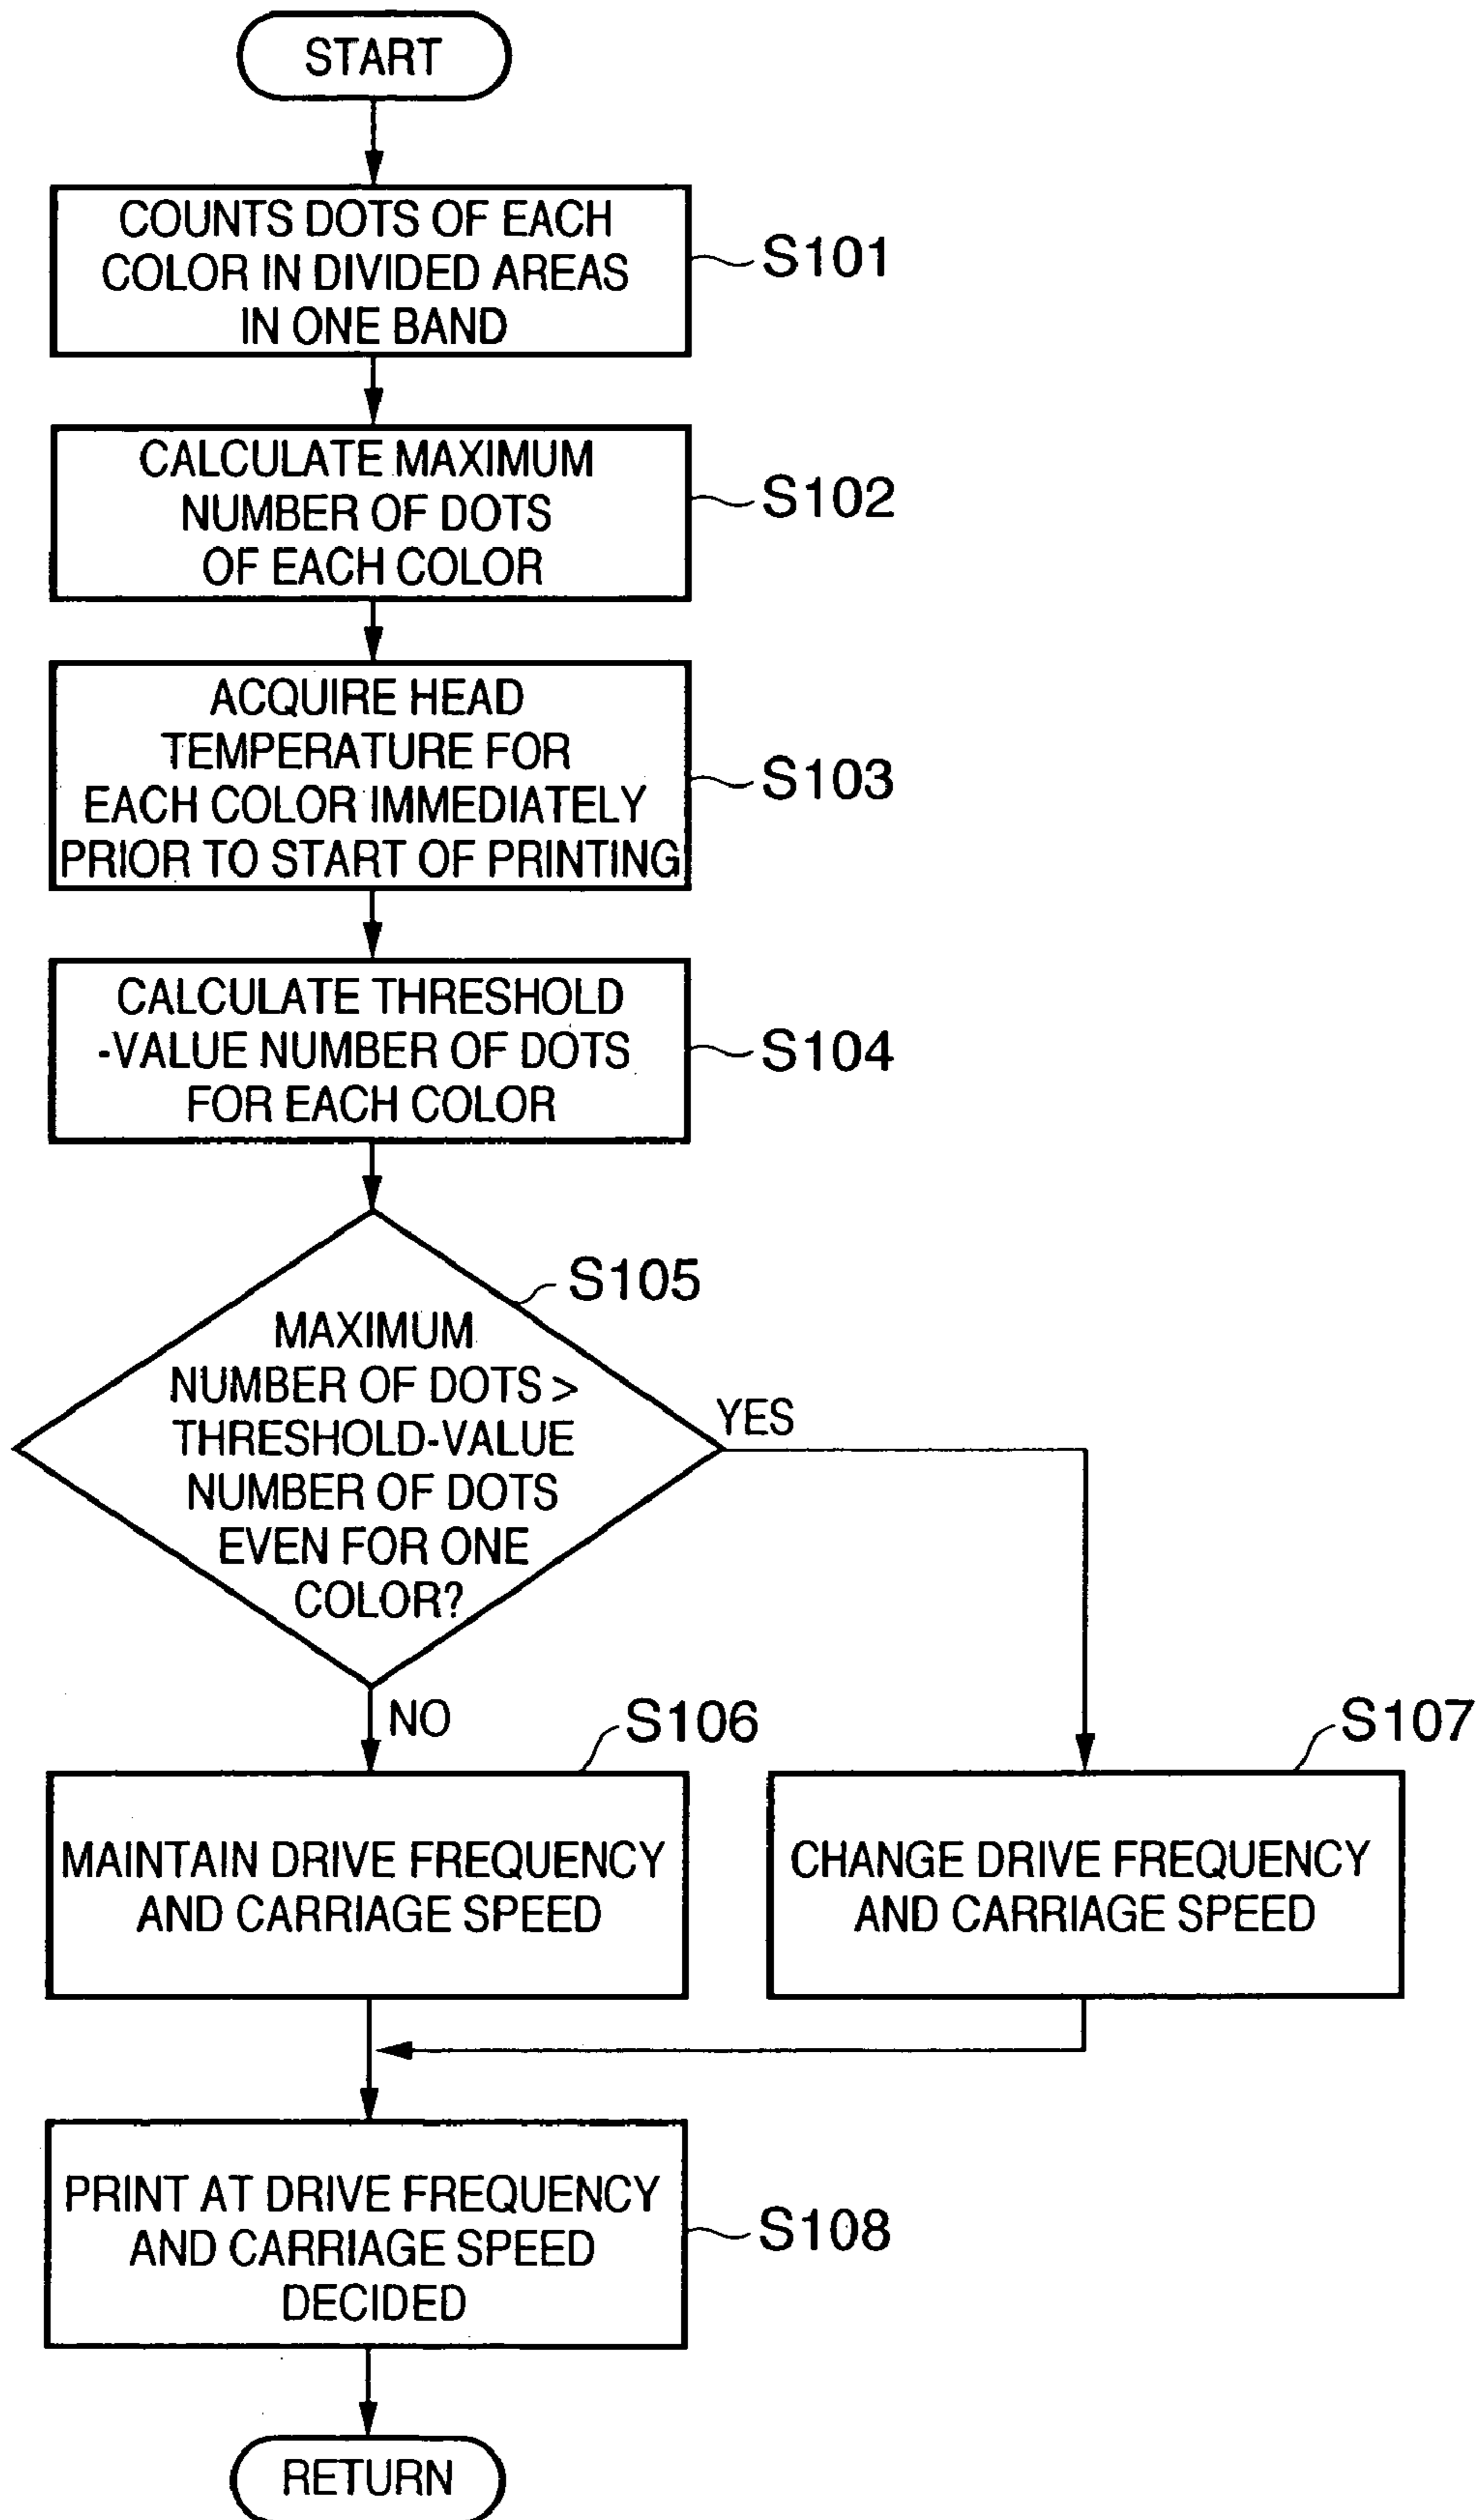 START
COUNTS DOTS OF EACH
COLOR IN DIVIDED AREAS
IN ONE BAND
S101
CALCULATE MAXIMUM
NUMBER OF DOTS
OF EACH COLOR
S102
ACQUIRE HEAD
TEMPERATURE FOR
EACH COLOR IMMEDIATELY
PRIOR TO START OF PRINTING
S103
CALCULATE THRESHOLD
-VALUE NUMBER OF DOTS
FOR EACH COLOR
S104
S105
MAXIMUM
NUMBER OF DOTS >
THRESHOLD-VALUE
NUMBER OF DOTS
EVEN FOR ONE
COLOR?
YES
NO
S106
MAINTAIN DRIVE FREQUENCY
AND CARRIAGE SPEED
S107
CHANGE DRIVE FREQUENCY
AND CARRIAGE SPEED
PRINT AT DRIVE FREQUENCY
AND CARRIAGE SPEED
DECIDED
S108
RETURN